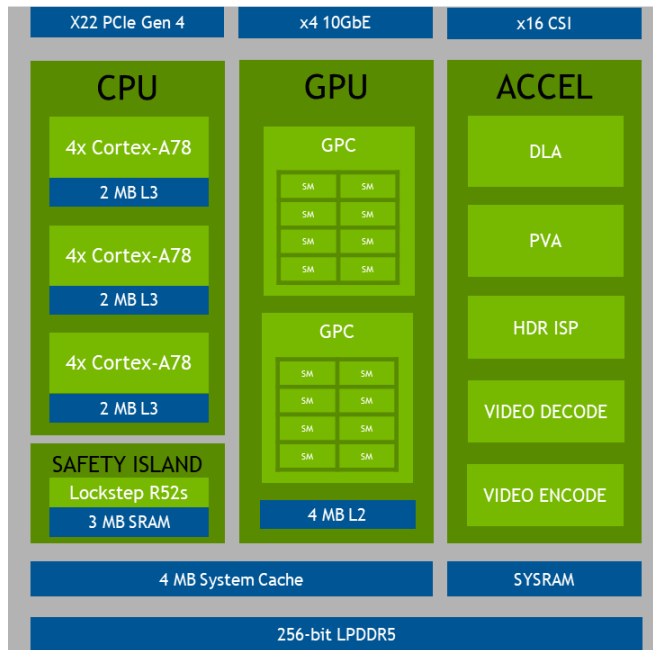 X22 PCIe Gen 4
x4 10GbE
x16 CSI
CPU
4x Cortex-A78
2 MB L3
4x Cortex-A78
2 MB L3
4x Cortex-A78
2 MB L3
SAFETY ISLAND
Lockstep R52s
3 MB SRAM
GPU
GPC
SM SM
SM SM
SM SM
SM SM
GPC
SM SM
SM SM
SM SM
SM SM
4 MB L2
ACCEL
DLA
PVA
HDR ISP
VIDEO DECODE
VIDEO ENCODE
4 MB System Cache
SYSRAM
256-bit LPDDR5